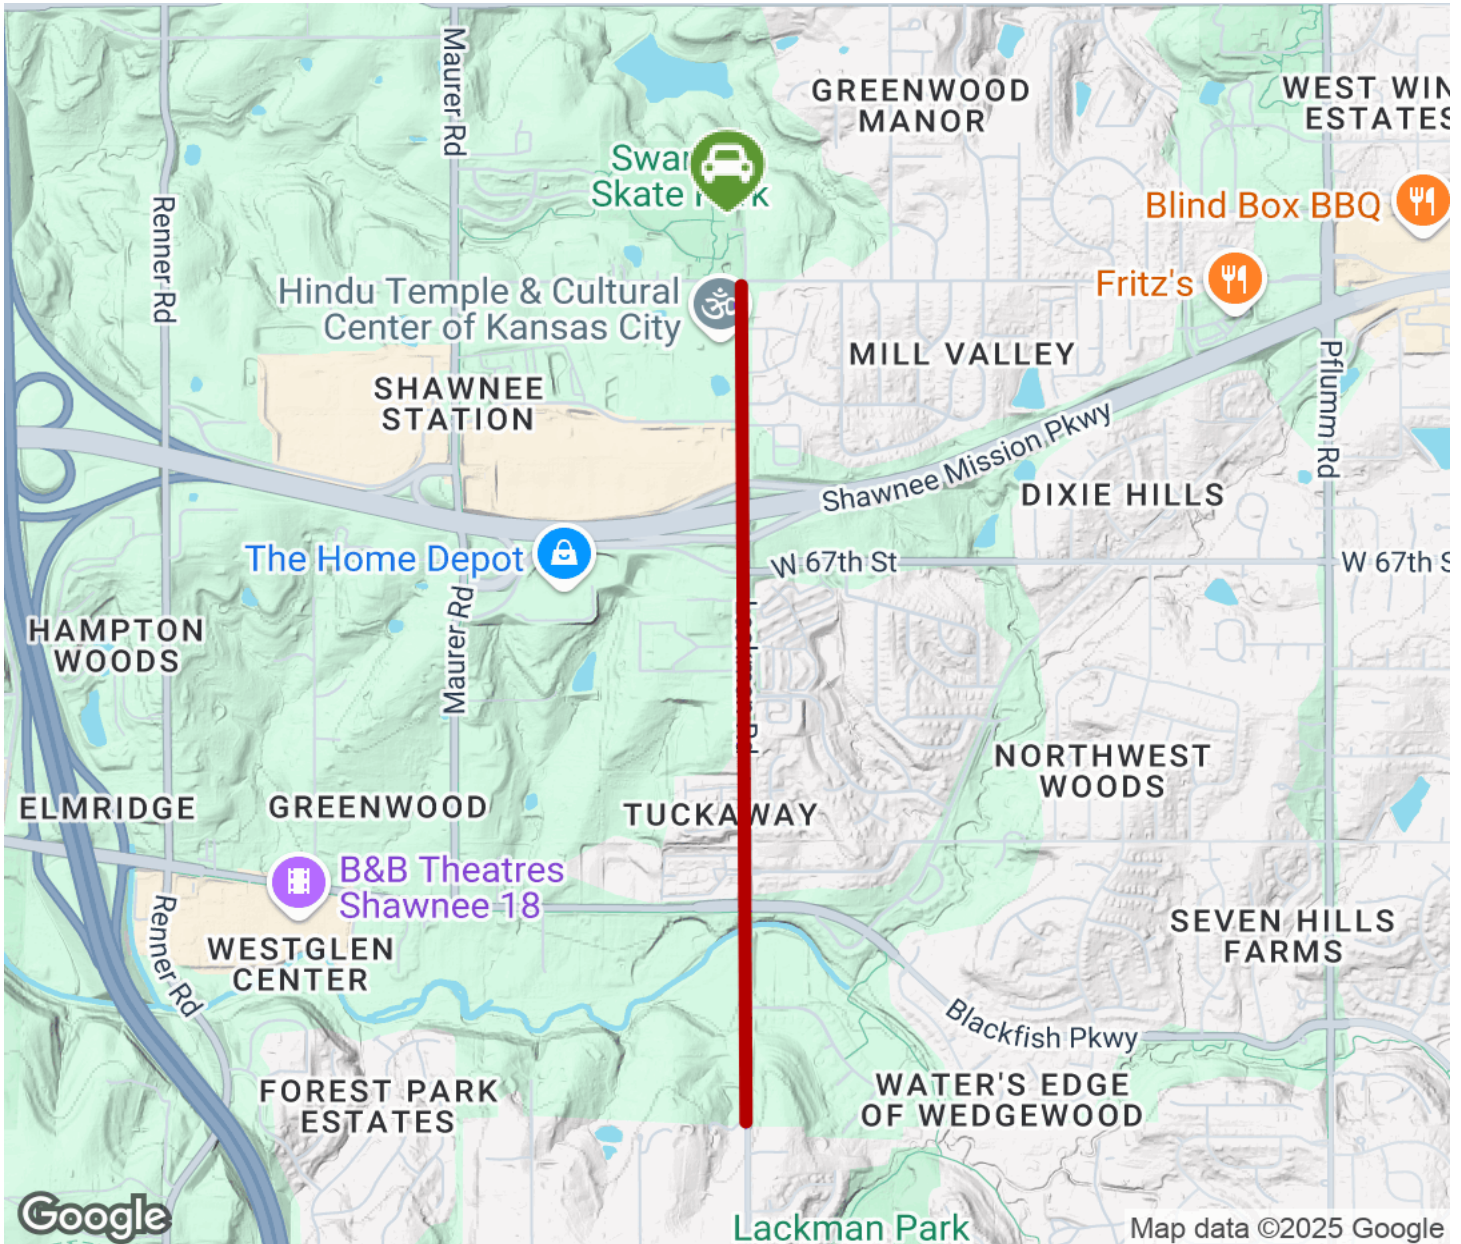 Maurer Rd
GREENWOOD
MANOR
WEST WIN
ESTATES
Swa
Skate P k
Blind Box BBQ
Renner Rd
Fritz's
Hindu Temple & Cultural
Center of Kansas City
MILL VALLEY
Pflumm Rd
SHAWNEE
STATION
Shawnee Mission Pkwy
DIXIE HILLS
The Home Depot
W 67th St
W 67th S
Maurer Rd
HAMPTON
WOODS
NORTHWEST
WOODS
ELMRIDGE
GREENWOOD
TUCKAWAY
B&B Theatres
Shawnee 18
Renner Rd
WESTGLEN
CENTER
SEVEN HILLS
FARMS
Blackfish Pkwy
FOREST PARK
ESTATES
WATER'S EDGE
OF WEDGEWOOD
Google
Lackman Park
Map data ©2025 Google